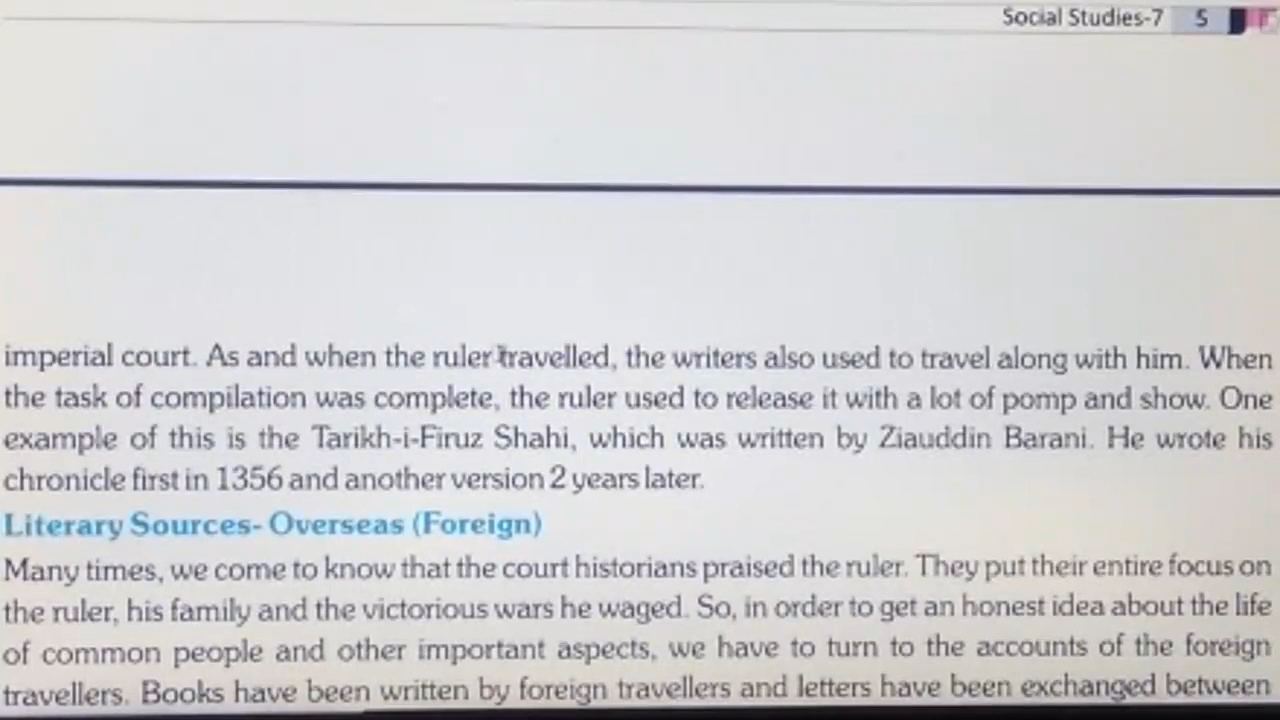 Social Studies-7 5
imperial court. As and when the ruler travelled, the writers also used to travel along with him. When
the task of compilation was complete, the ruler used to release it with a lot of pomp and show. One
example of this is the Tarikh-i-Firuz Shahi, which was written by Ziauddin Barani. He wrote his
chronicle first in 1356 and another version 2 years later.
Literary Sources- Overseas (Foreign)
Many times, we come to know that the court historians praised the ruler. They put their entire focus on
the ruler, his family and the victorious wars he waged. So, in order to get an honest idea about the life
of common people and other important aspects, we have to turn to the accounts of the foreign
travellers. Books have been written by foreign travellers and letters have been exchanged between